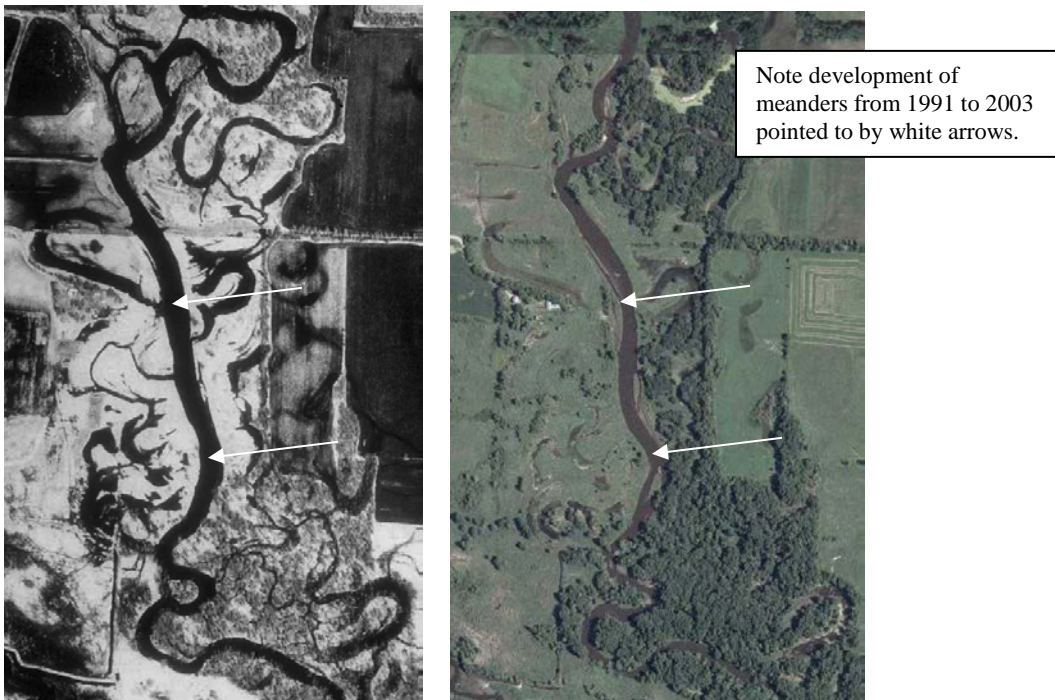 Note development of
meanders from 1991 to 2003
pointed to by white arrows.